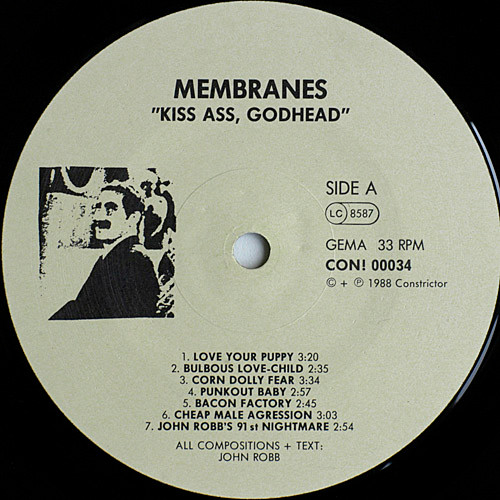 MEMBRANES
"KISS ASS, GODHEAD"
SIDE A
LC 8587
GEMA 33 RPM
CON! 00034
© + ℗ 1988 Constrictor
1. LOVE YOUR PUPPY 3:20
2. BULBOUS LOVE-CHILD 2:35
3. CORN DOLLY FEAR 3:34
4. PUNKOUT BABY 2:57
5. BACON FACTORY 2:45
6. CHEAP MALE AGRESSION 3:03
7. JOHN ROBB'S 91 st NIGHTMARE 2:54
ALL COMPOSITIONS + TEXT:
JOHN ROBB